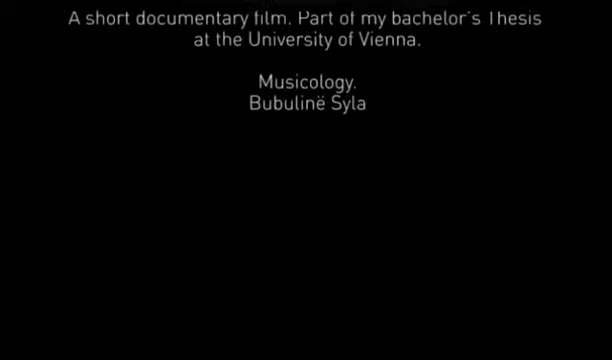 A short documentary film. Part of my bachelor's Thesis
at the University of Vienna.
Musicology.
Bubulinë Syla